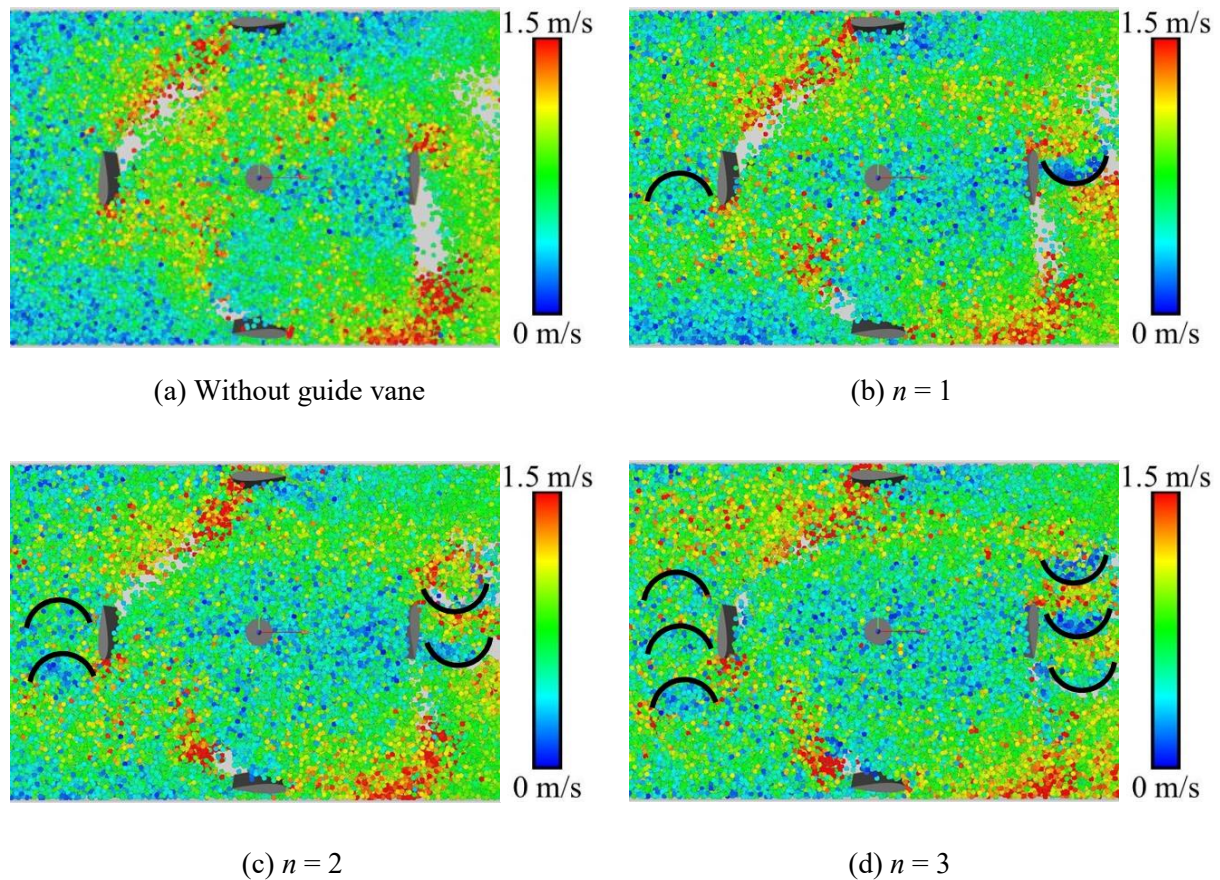 1.5 m/s
0 m/s
(a) Without guide vane
1.5 m/s
0 m/s
(b) n = 1
1.5 m/s
0 m/s
(c) n = 2
1.5 m/s
0 m/s
(d) n = 3